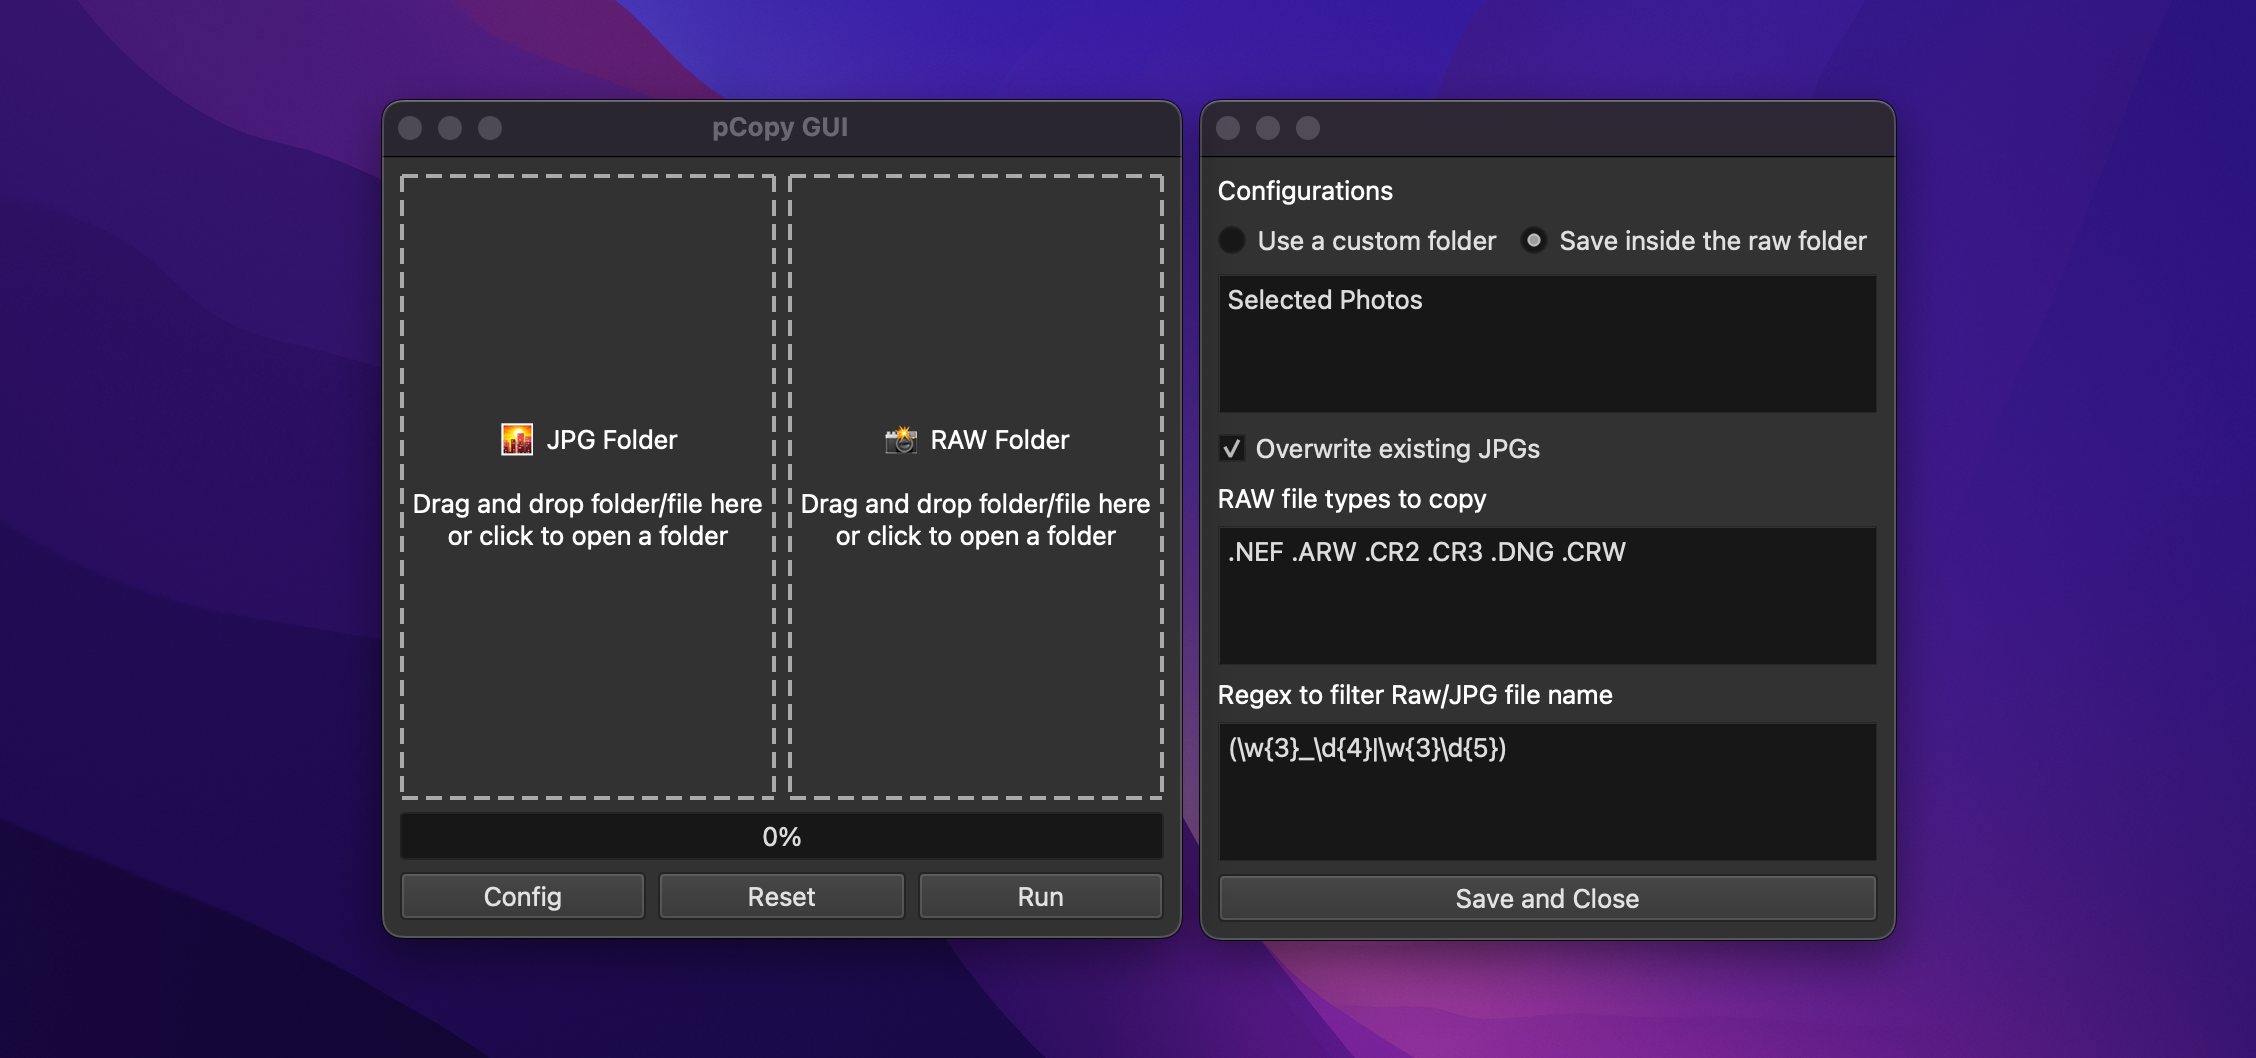 pCopy GUI
JPG Folder
Drag and drop folder/file here
or click to open a folder
RAW Folder
Drag and drop folder/file here
or click to open a folder
0%
Config
Reset
Run
Configurations
Use a custom folder
Save inside the raw folder
Selected Photos
Overwrite existing JPGs
RAW file types to copy
.NEF .ARW .CR2 .CR3 .DNG .CRW
Regex to filter Raw/JPG file name
(\w{3}_\d{4}|\w{3}\d{5})
Save and Close